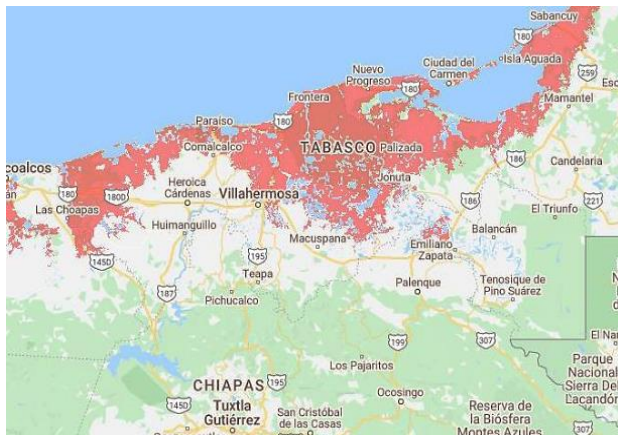 Sabancuy
180
Isla Aguada
Ciudad del
Carmen
259
Nuevo
Progreso
180
Mamantel
Frontera
Paraiso
180
Comalcalco
TABASCO
Palizada
186
Candelaria
180
180D
Jonuta
Heroica
Cárdenas
Villahermosa
186
221
Las Choapas
El Triunfo
Huimanguillo
Macuspana
Balancán
Emiliano
Zapata
145D
195
Teapa
Tenosique de
Pino Suárez
187
Pichucalco
Palenque
199
307
Los Pajaritos
Parque
Nacional
Sierra Del
Lacandón
CHIAPAS
195
Ocosingo
145D
Tuxtla
Gutiérrez
San Cristóbal
de las Casas
Reserva de
la Biósfera
Montes Azules
307